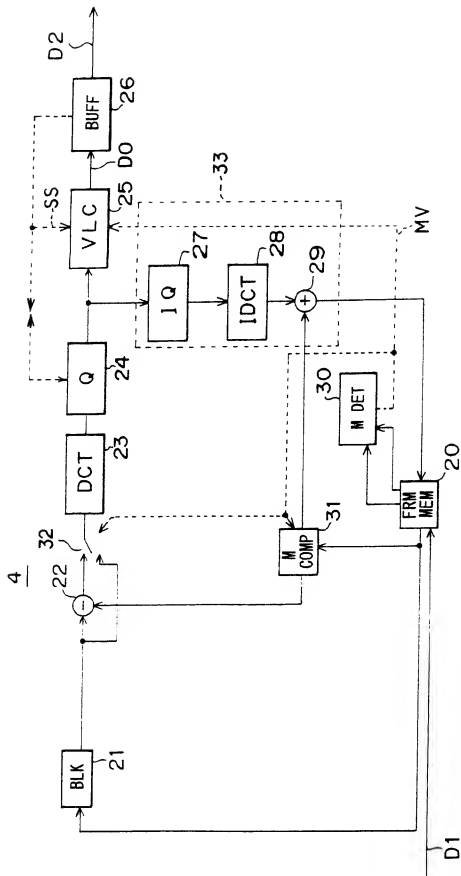 4
D2
BUFF
26
D0
SS
VLC
25
33
Q
24
IQ
27
IDCT
28
+
29
MV
DCT
23
32
22
−
M DET
30
M COMP
31
FRM MEM
20
BLK
21
D1